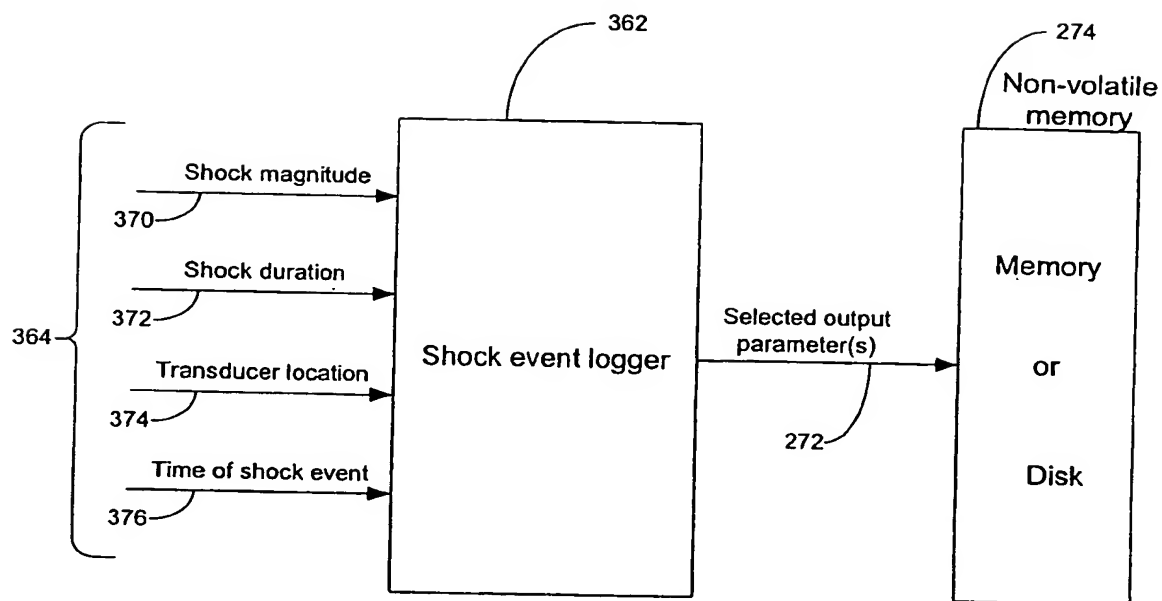 362
274
Non-volatile
memory
Shock magnitude
370
Shock duration
372
364
Transducer location
374
Time of shock event
376
Shock event logger
Selected output
parameter(s)
272
Memory
or
Disk